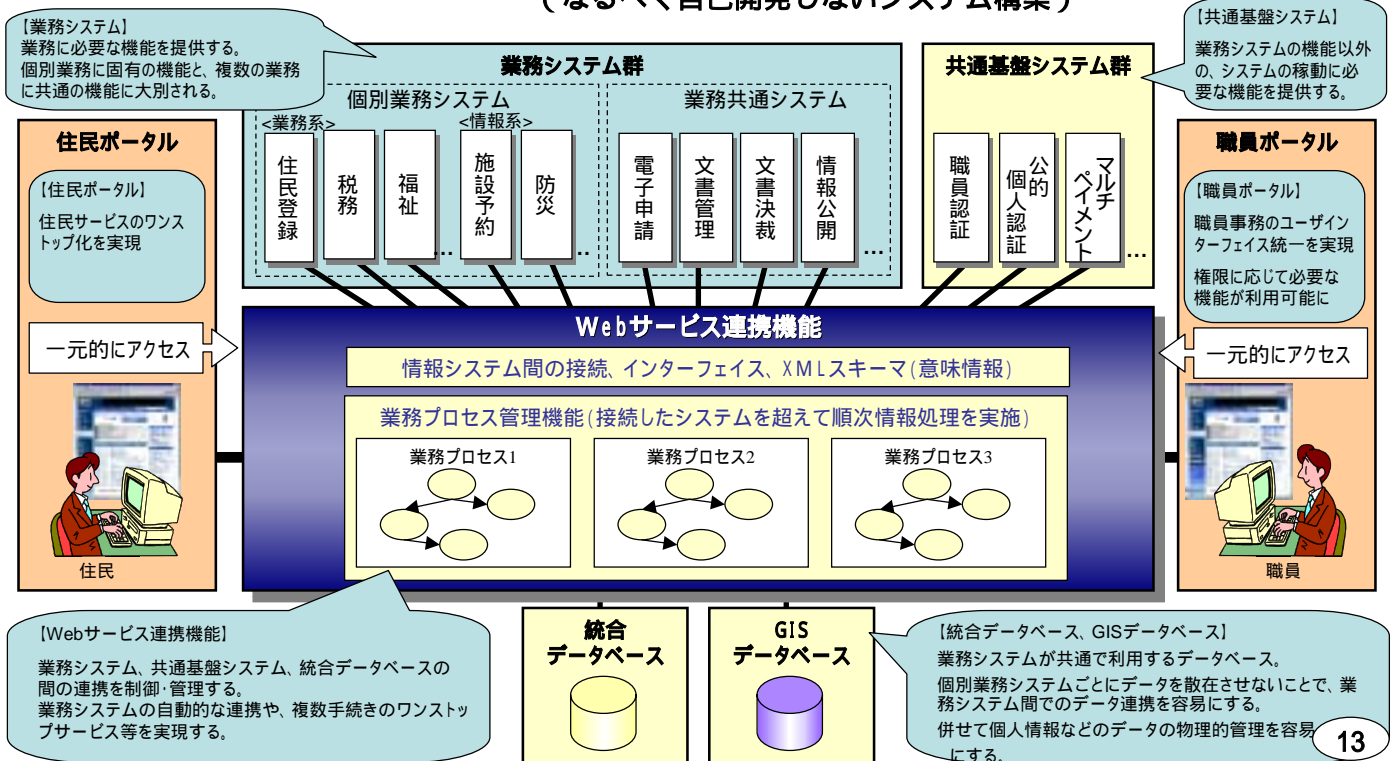 (なるべく自己開発しないシステム構築)
【業務システム】
業務に必要な機能を提供する。
個別業務に固有の機能と、複数の業務
に共通の機能に大別される。
【共通基盤システム】
業務システムの機能以外
の、システムの稼動に必
要な機能を提供する。
業務システム群
個別業務システム
<業務系>
<情報系>
住民登録
税務
福祉
…
施設予約
防災
..
業務共通システム
電子申請
文書管理
文書決裁
情報公開
…
共通基盤システム群
職員認証
公的
個人認証
マルチ
ペイメント
…
住民ポータル
【住民ポータル】
住民サービスのワンス
トップ化を実現
一元的にアクセス
住民
職員ポータル
【職員ポータル】
職員事務のユーザイン
ターフェイス統一を実現
権限に応じて必要な
機能が利用可能に
一元的にアクセス
職員
Webサービス連携機能
情報システム間の接続、インターフェイス、XMLスキーマ(意味情報)
業務プロセス管理機能(接続したシステムを超えて順次情報処理を実施)
業務プロセス1
業務プロセス2
業務プロセス3
【Webサービス連携機能】
業務システム、共通基盤システム、統合データベースの
間の連携を制御・管理する。
業務システムの自動的な連携や、複数手続きのワンストッ
プサービス等を実現する。
統合
データベース
GIS
データベース
【統合データベース、GISデータベース】
業務システムが共通で利用するデータベース。
個別業務システムごとにデータを散在させないことで、業
務システム間でのデータ連携を容易にする。
併せて個人情報などのデータの物理的管理を容易
にする。
13